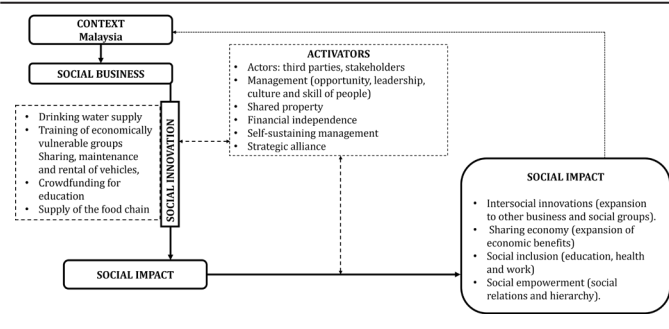 CONTEXT
Malaysia
SOCIAL BUSINESS
• Drinking water supply
• Training of economically
vulnerable groups
Sharing, maintenance
and rental of vehicles,
• Crowdfunding for
education
• Supply of the food chain
SOCIAL INNOVATION
ACTIVATORS
• Actors: third parties, stakeholders
• Management (opportunity, leadership,
culture and skill of people)
• Shared property
• Financial independence
• Self-sustaining management
• Strategic alliance
SOCIAL IMPACT
SOCIAL IMPACT
• Intersocial innovations (expansion
to other business and social groups).
• Sharing economy (expansion of
economic benefits)
• Social inclusion (education, health
and work)
• Social empowerment (social
relations and hierarchy).